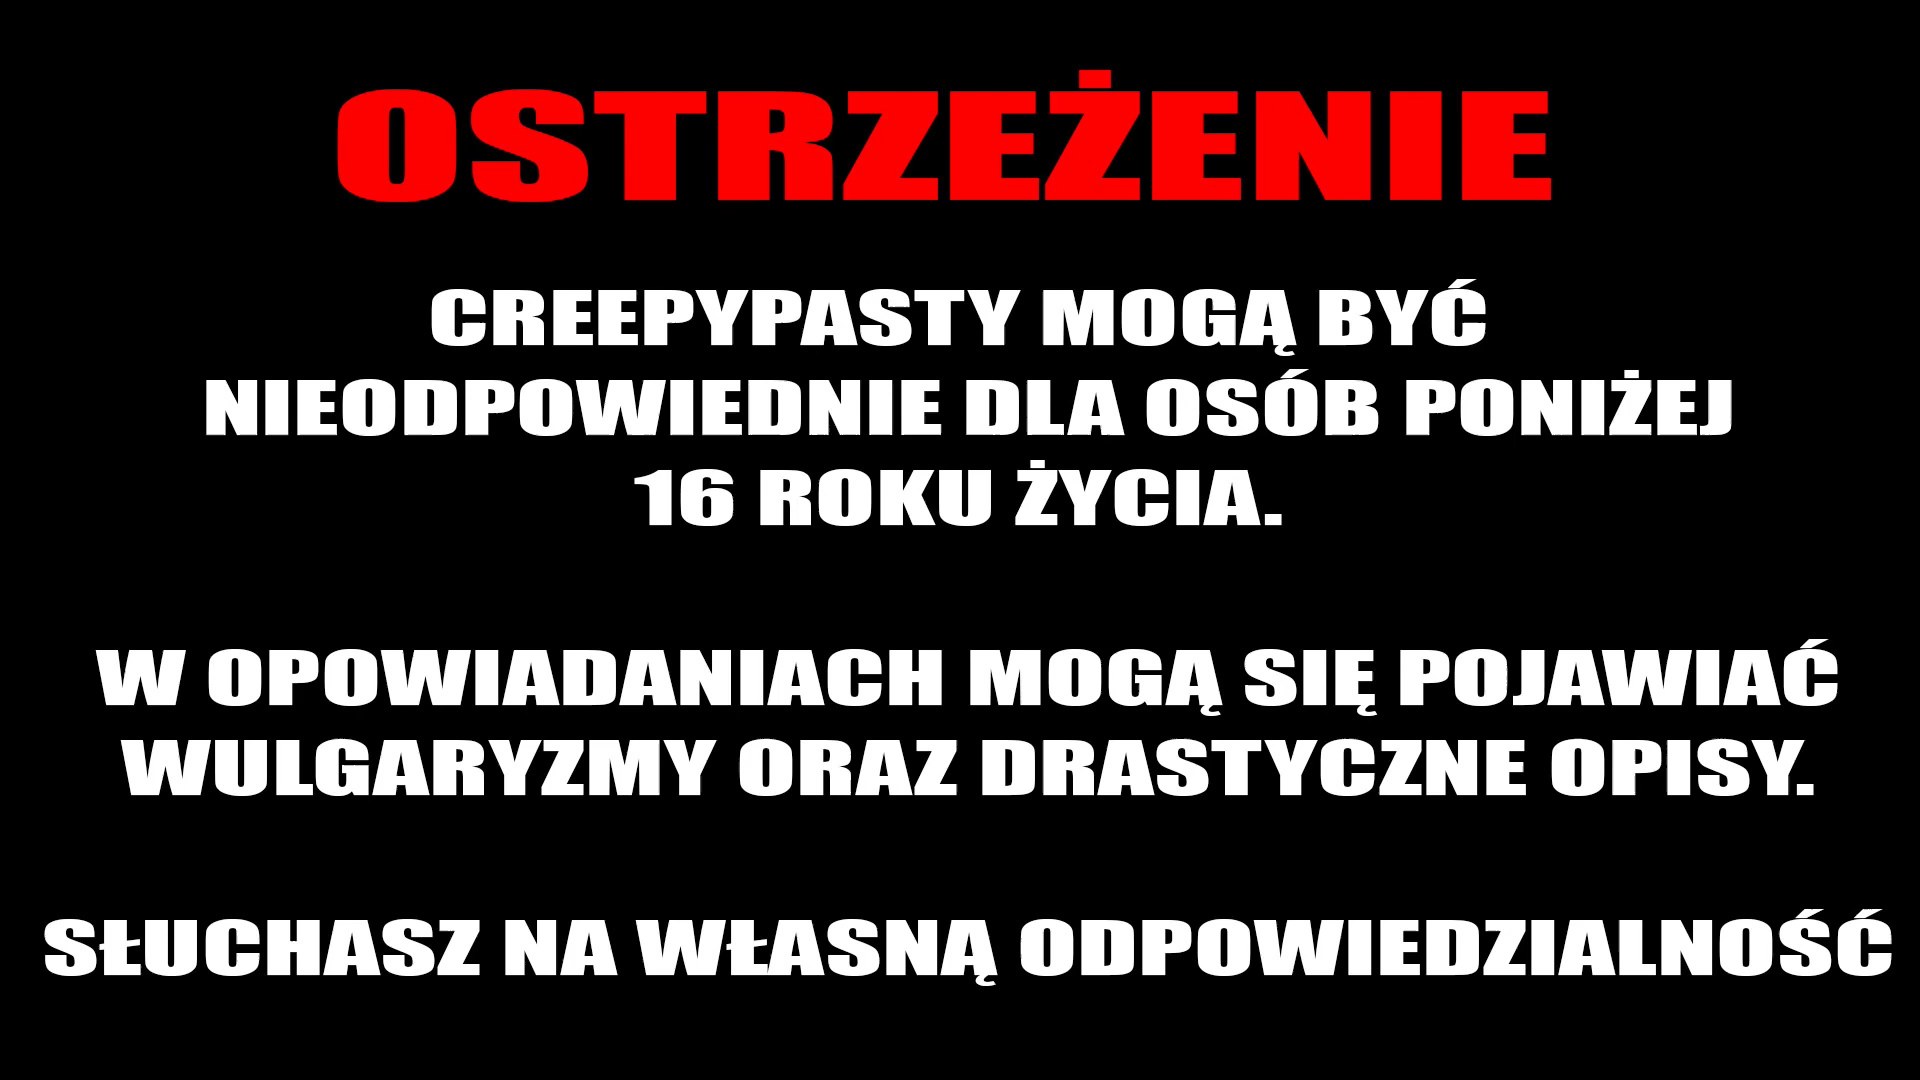 OSTRZEŻENIE
CREEPYPASTY MOGĄ BYĆ
NIEODPOWIEDNIE DLA OSÓB PONIŻEJ
16 ROKU ŻYCIA.
W OPOWIADANIACH MOGĄ SIĘ POJAWIAĆ
WULGARYZMY ORAZ DRASTYCZNE OPISY.
SŁUCHASZ NA WŁASNĄ ODPOWIEDZIALNOŚĆ